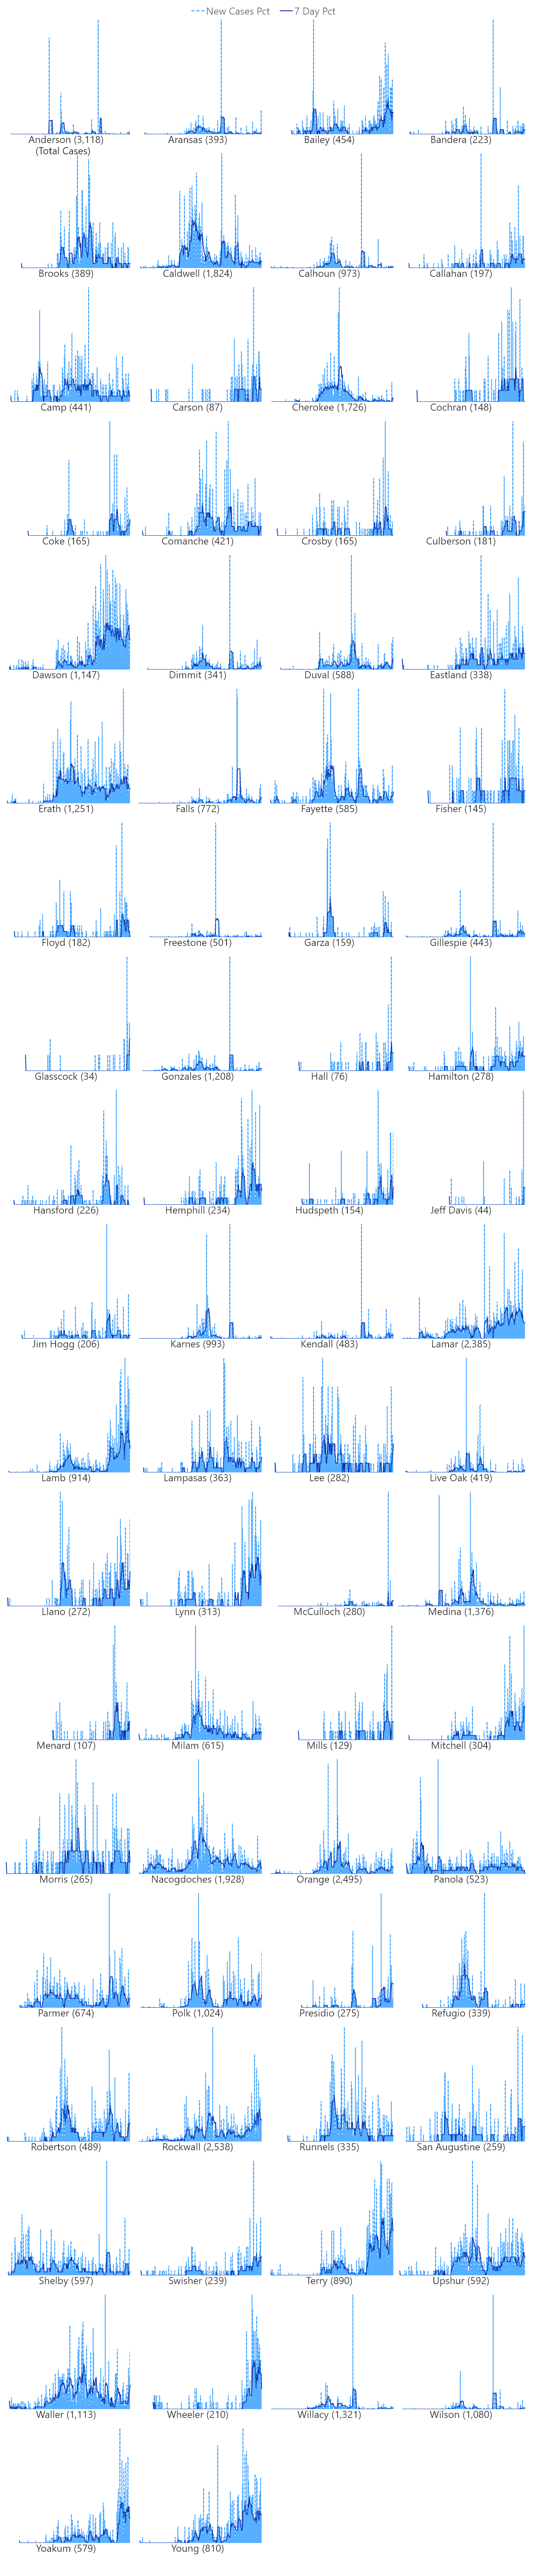 New Cases Pct 7 Day Pct
Anderson (3,118) Aransas (393) Bailey (454) Bandera (223)
(Total Cases)
Brooks (389) Caldwell (1,824) Calhoun (973) Callahan (197)
Camp (441) Carson (87) Cherokee (1,726) Cochran (148)
Coke (165) Comanche (421) Crosby (165) Culberson (181)
Dawson (1,147) Dimmit (341) Duval (588) Eastland (338)
Erath (1,251) Falls (772) Fayette (585) Fisher (145)
Floyd (182) Freestone (501) Garza (159) Gillespie (443)
Glasscock (34) Gonzales (1,208) Hall (76) Hamilton (278)
Hansford (226) Hemphill (234) Hudspeth (154) Jeff Davis (44)
Jim Hogg (206) Karnes (993) Kendall (483) Lamar (2,385)
Lamb (914) Lampasas (363) Lee (282) Live Oak (419)
Llano (272) Lynn (313) McCulloch (280) Medina (1,376)
Menard (107) Milam (615) Mills (129) Mitchell (304)
Morris (265) Nacogdoches (1,928) Orange (2,495) Panola (523)
Parmer (674) Polk (1,024) Presidio (275) Refugio (339)
Robertson (489) Rockwall (2,538) Runnels (335) San Augustine (259)
Shelby (597) Swisher (239) Terry (890) Upshur (592)
Waller (1,113) Wheeler (210) Willacy (1,321) Wilson (1,080)
Yoakum (579) Young (810)